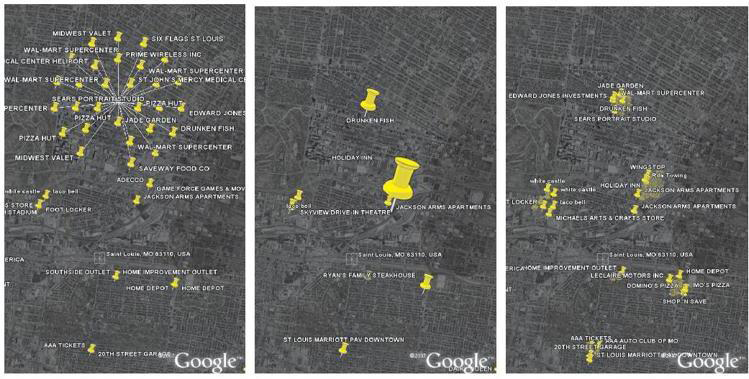 MIDWEST VALET
SIX FLAGS ST LOUIS
WAL-MART SUPERCENTER
PRIME WIRELESS INC
ICAL CENTER HELIPORT
WAL-MART SUPERCENTER
WAL-MART SUPERCENTER
ST JOHN'S MERCY MEDICAL CE
SEARS PORTRAIT STUDIO
PERCENTER
PIZZA HUT
EDWARD JONES
PIZZA HUT
JADE GARDEN
DRUNKEN FISH
PIZZA HUT
WAL-MART SUPERCENTER
MIDWEST VALET
SAVEWAY FOOD CO
ADECCO
GAME FORCE GAMES & MOV
white castle
taco bell
JACKSON ARMS APARTMENTS
STORE
STADIUM
FOOT LOCKER
Saint Louis, MO 63110, USA
ERICA
SOUTHSIDE OUTLET
HOME IMPROVEMENT OUTLET
NT
HOME DEPOT
HOME DEPOT
AAA TICKETS
20TH STREET GARAGE
Google
DRUNKEN FISH
HOLIDAY INN
taco bell
SKYVIEW DRIVE-IN THEATRE
JACKSON ARMS APARTMENTS
Saint Louis, MO 63110, USA
RYAN'S FAMILY STEAKHOUSE
ST LOUIS MARRIOTT PAV DOWNTOWN
©2007
Google
DAIRY QUEEN
JADE GARDEN
EDWARD JONES INVESTMENTS
WAL-MART SUPERCENTER
DRUNKEN FISH
SEARS PORTRAIT STUDIO
WINGSTOP
Rox Towing
white castle
HOLIDAY INN
white castle
JACKSON ARMS APARTMENTS
T LOCKER
taco bell
JACKSON ARMS APARTMENTS
MICHAELS ARTS & CRAFTS STORE
Saint Louis, MO 63110, USA
ERICA
HOME IMPROVEMENT OUTLET
HOME DEPOT
LECLAIRE MOTORS INC
NT
DOMINO'S PIZZA
IMO'S PIZZA
SHOP N SAVE
AAA TICKETS
AAA AUTO CLUB OF MO
20TH STREET GARAGE
ST LOUIS MARRIOTT PAV DOWNTOWN
Google